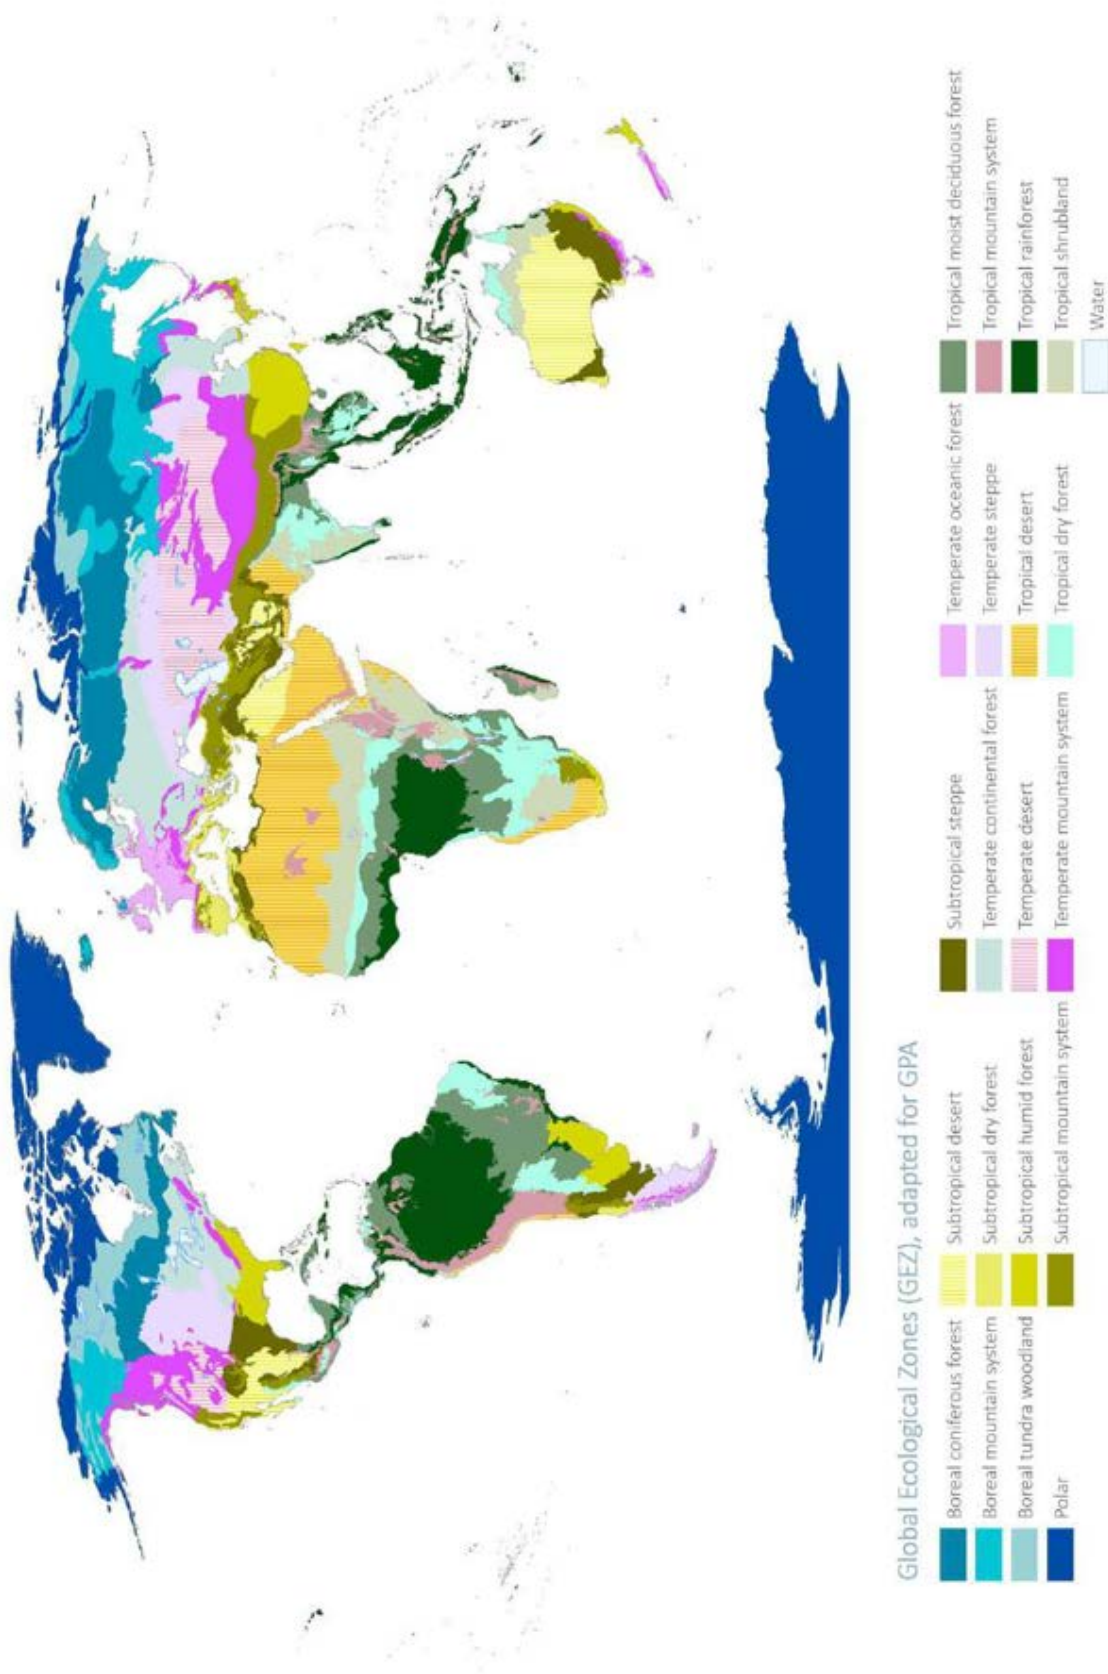 Global Ecological Zones (GEZ), adapted for GPA
Boreal coniferous forest
Boreal mountain system
Boreal tundra woodland
Polar
Subtropical desert
Subtropical dry forest
Subtropical humid forest
Subtropical mountain system
Subtropical steppe
Temperate continental forest
Temperate desert
Temperate mountain system
Temperate oceanic forest
Temperate steppe
Tropical desert
Tropical dry forest
Tropical moist deciduous forest
Tropical mountain system
Tropical rainforest
Tropical shrubland
Water